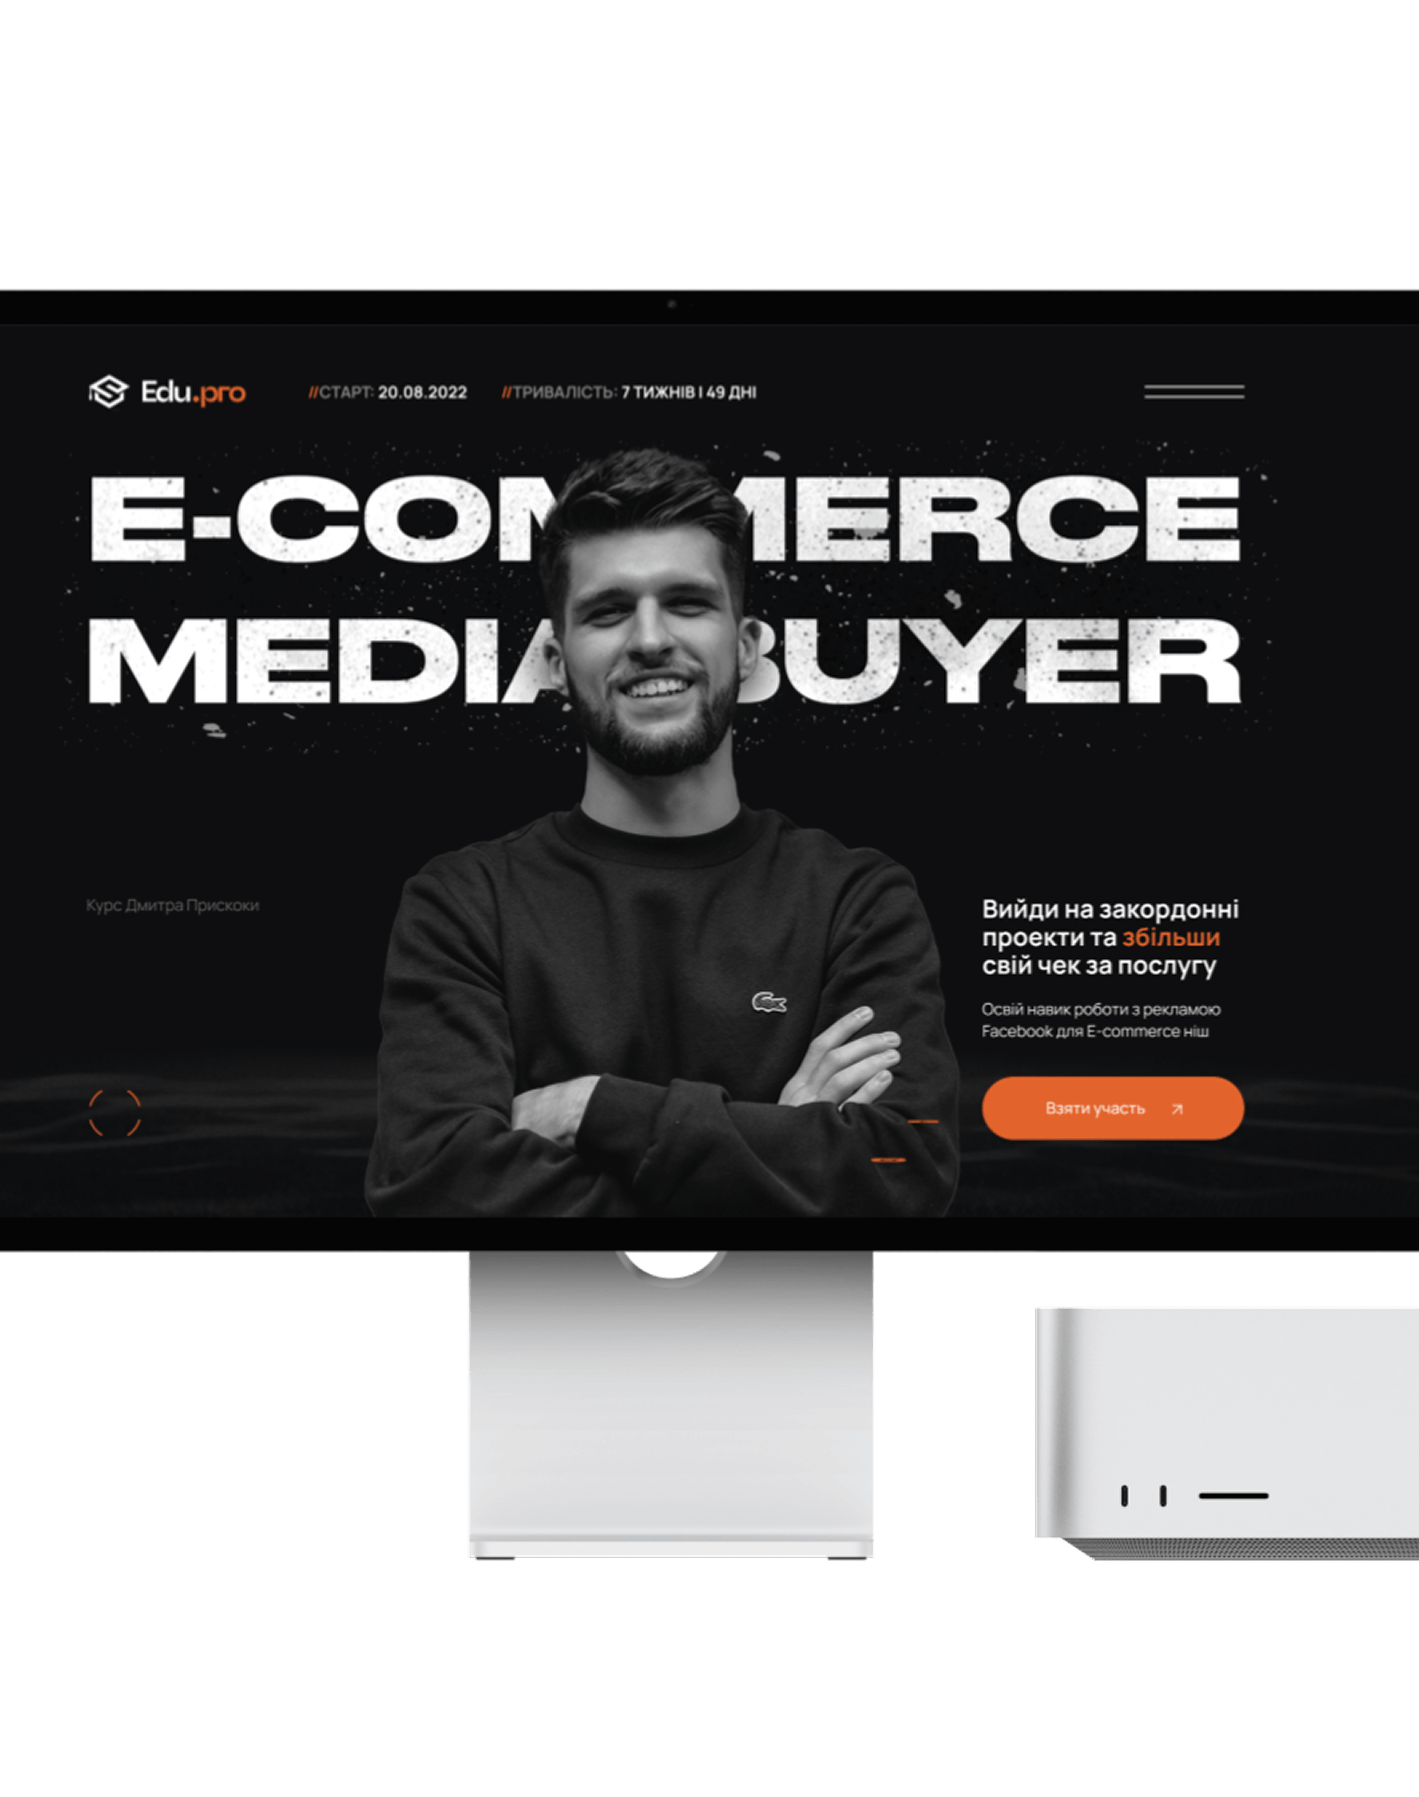 Edu.pro
//СТАРТ: 20.08.2022
//ТРИВАЛІСТЬ: 7 ТИЖНІВ І 49 ДНІ
E-COMMERCE
MEDIA BUYER
Курс Дмитра Прискоки
Вийди на закордонні
проекти та збільши
свій чек за послугу
Освій навик роботи з рекламою
Facebook для E-commerce ніш
Взяти участь